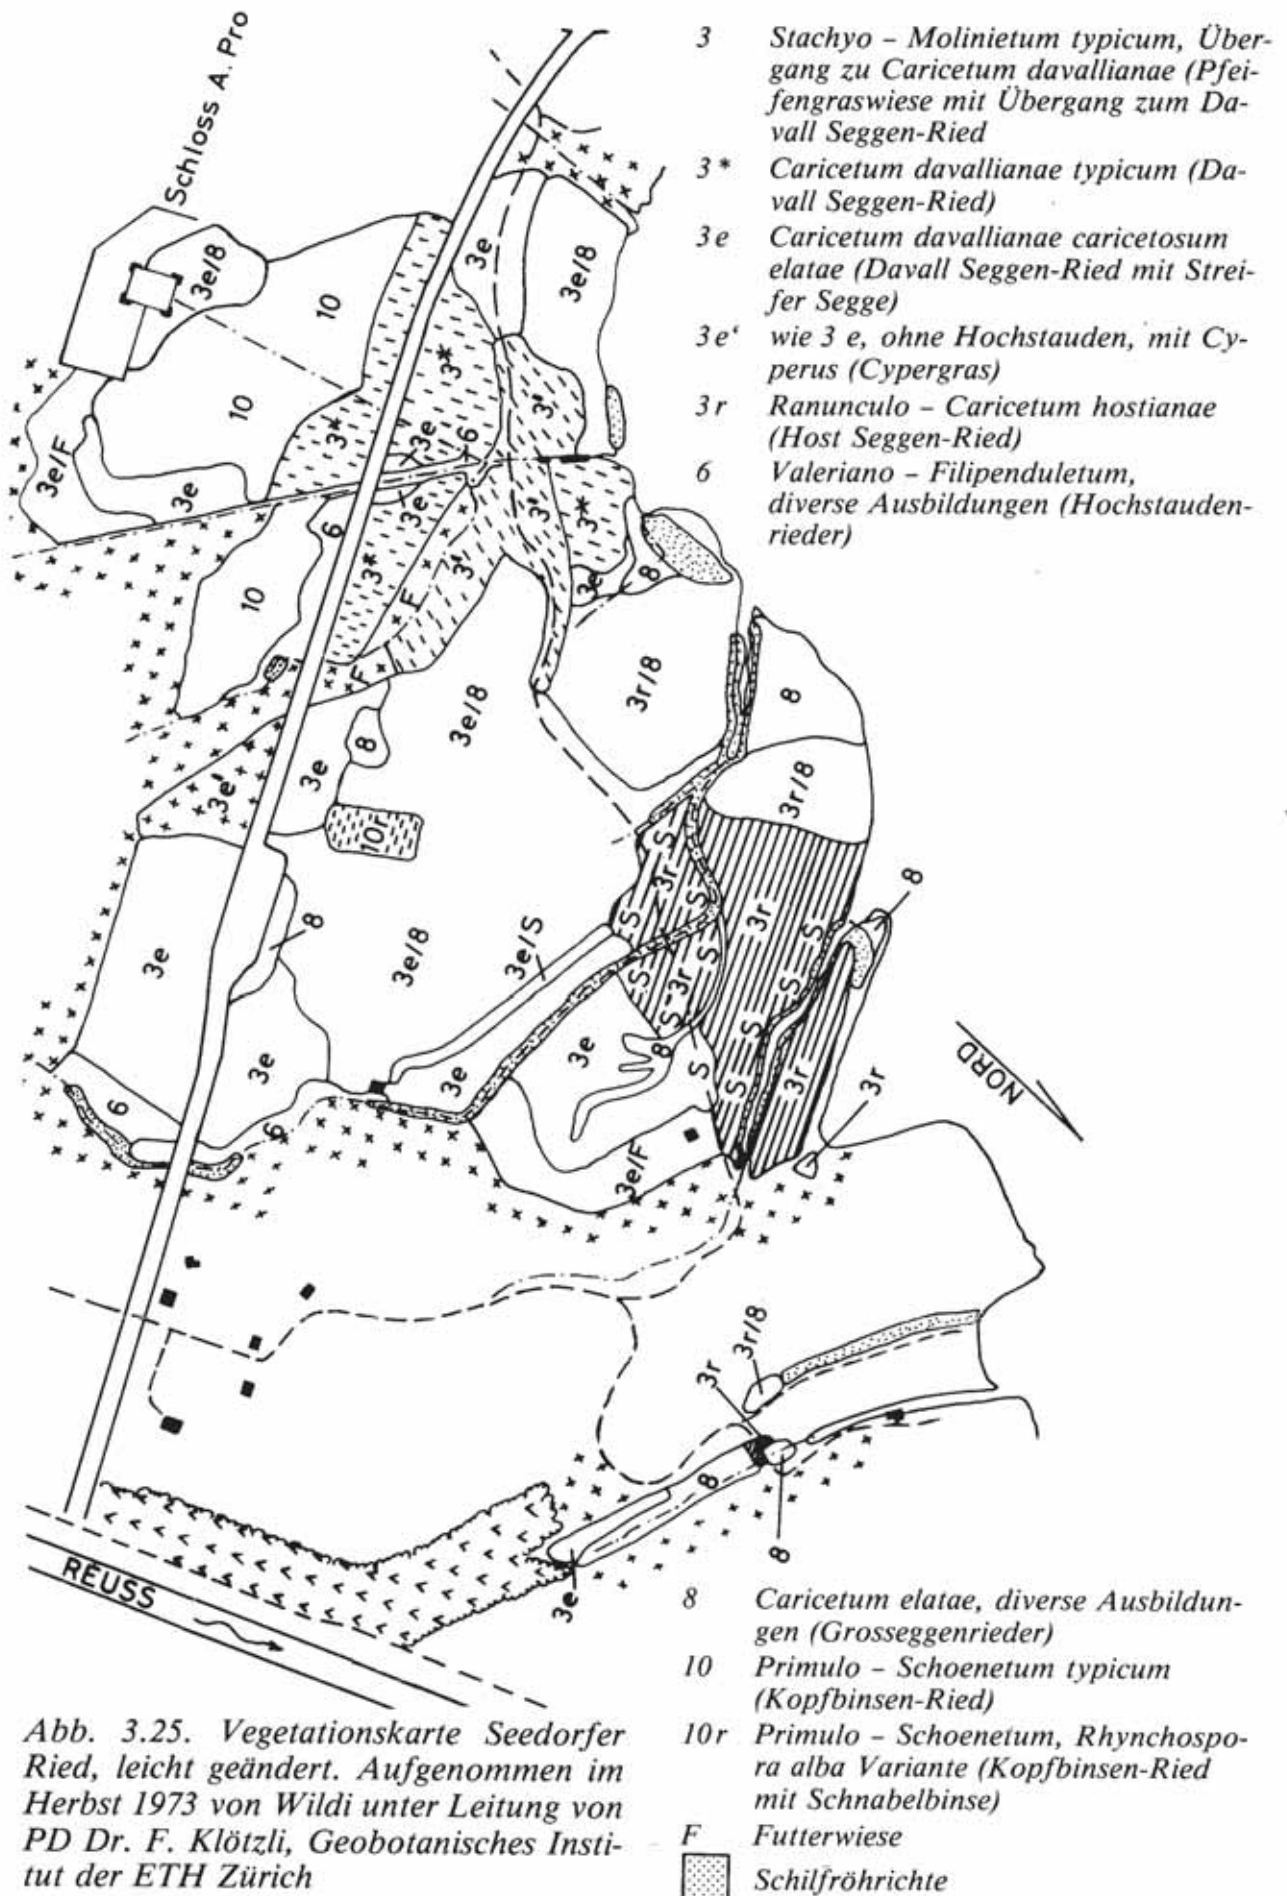 Schloss A. Pro
3 Stachyo – Molinietum typicum, Über-
gang zu Caricetum davallianae (Pfei-
fengraswiese mit Übergang zum Da-
vall Seggen-Ried
3* Caricetum davallianae typicum (Da-
vall Seggen-Ried)
3e Caricetum davallianae caricetosum
elatae (Davall Seggen-Ried mit Strei-
fer Segge)
3e‘ wie 3 e, ohne Hochstauden, mit Cy-
perus (Cypergras)
3r Ranunculo – Caricetum hostianae
(Host Seggen-Ried)
6 Valeriano – Filipenduletum,
diverse Ausbildungen (Hochstauden-
rieder)
3e
3e/8
3e/8
10
3*
3'
10
3*
3e
6
3e/F
3e
6
3e
3'
3*
3*
3'
F
3e
8
10
F
3r/8
8
3e/8
8
3e
3e'
3r/8
10r
S
3r
S
8
3e
8
3e/8
3e/S
S
S
3r
S
S
3r
S
S
S
3e
3e
8
S
S
3r
3r
NORD
6
6
3e
3e/F
3r/8
3r
8
8
3e
REUSS
8 Caricetum elatae, diverse Ausbildun-
gen (Grosseggenrieder)
10 Primulo – Schoenetum typicum
(Kopfbinsen-Ried)
10r Primulo – Schoenetum, Rhynchospo-
ra alba Variante (Kopfbinsen-Ried
mit Schnabelbinse)
F Futterwiese
Schilfröhrichte
Abb. 3.25. Vegetationskarte Seedorfer
Ried, leicht geändert. Aufgenommen im
Herbst 1973 von Wildi unter Leitung von
PD Dr. F. Klötzli, Geobotanisches Insti-
tut der ETH Zürich